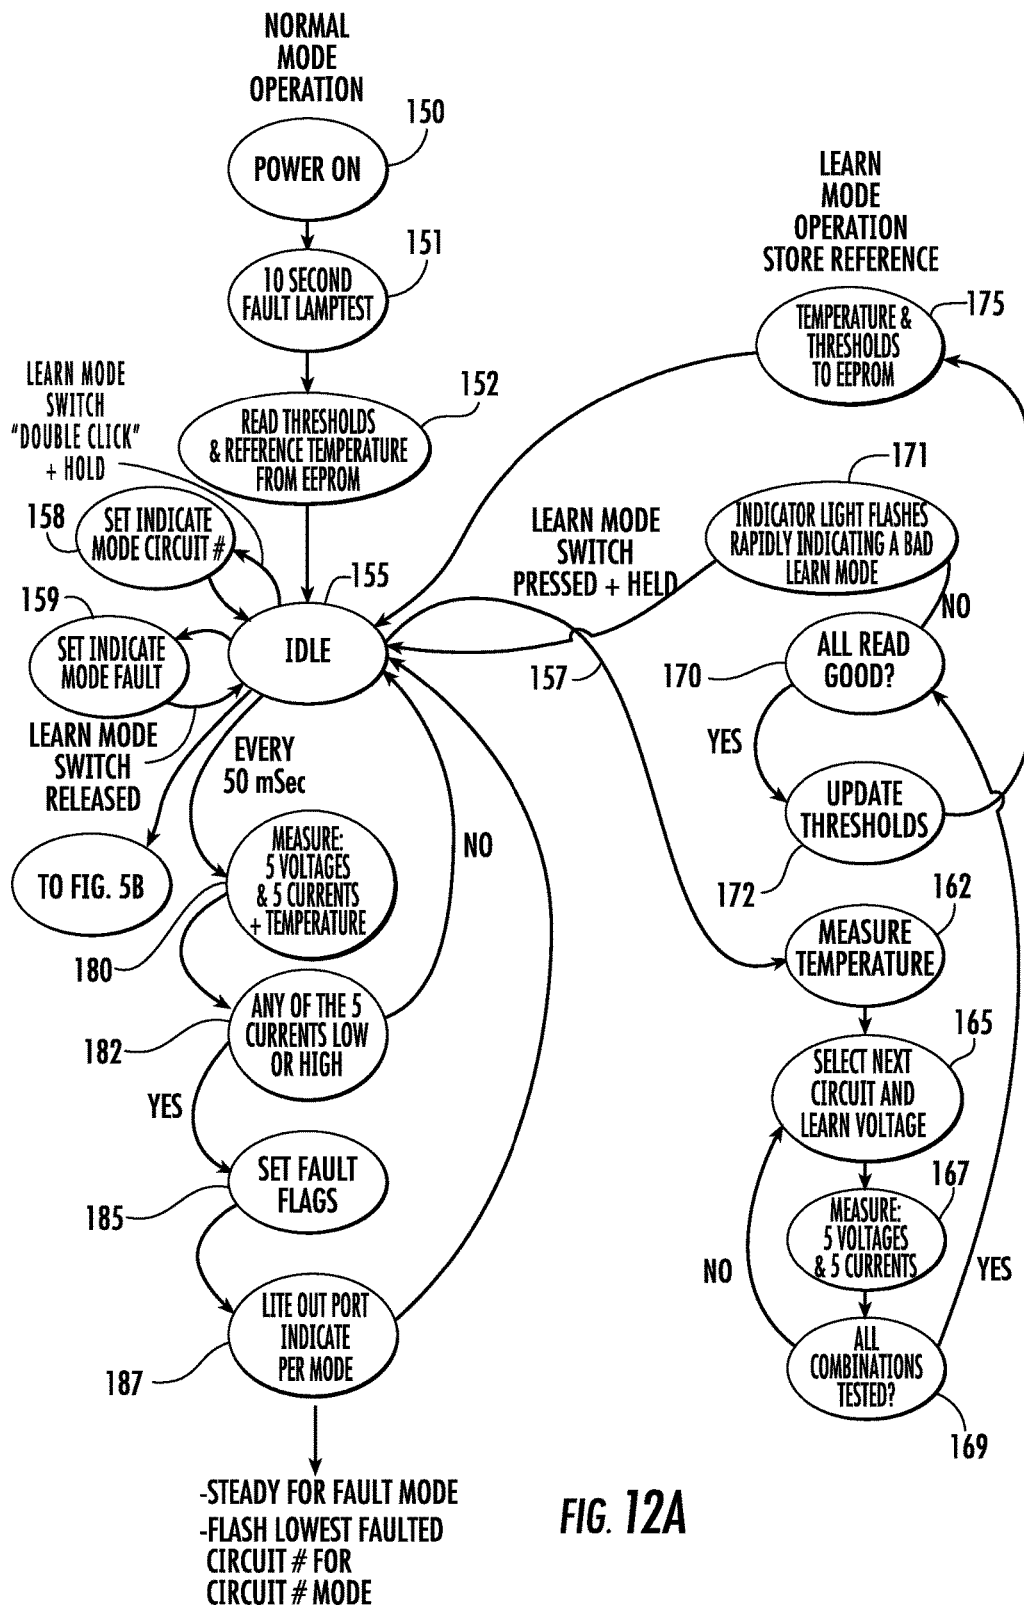 NORMAL
MODE
OPERATION
150
POWER ON
151
10 SECOND
FAULT LAMPTEST
LEARN MODE
SWITCH
"DOUBLE CLICK"
+ HOLD
152
READ THRESHOLDS
& REFERENCE TEMPERATURE
FROM EEPROM
158
SET INDICATE
MODE CIRCUIT #
155
IDLE
159
SET INDICATE
MODE FAULT
LEARN MODE
SWITCH
RELEASED
TO FIG. 5B
EVERY
50 mSec
MEASURE:
5 VOLTAGES
& 5 CURRENTS
+ TEMPERATURE
180
NO
ANY OF THE 5
CURRENTS LOW
OR HIGH
182
YES
SET FAULT
FLAGS
185
LITE OUT PORT
INDICATE
PER MODE
187
-STEADY FOR FAULT MODE
-FLASH LOWEST FAULTED
CIRCUIT # FOR
CIRCUIT # MODE
LEARN
MODE
OPERATION
STORE REFERENCE
175
TEMPERATURE &
THRESHOLDS
TO EEPROM
171
INDICATOR LIGHT FLASHES
RAPIDLY INDICATING A BAD
LEARN MODE
LEARN MODE
SWITCH
PRESSED + HELD
157
NO
ALL READ
GOOD?
170
YES
UPDATE
THRESHOLDS
172
162
MEASURE
TEMPERATURE
165
SELECT NEXT
CIRCUIT AND
LEARN VOLTAGE
167
MEASURE:
5 VOLTAGES
& 5 CURRENTS
NO
YES
ALL
COMBINATIONS
TESTED?
169
FIG. 12A